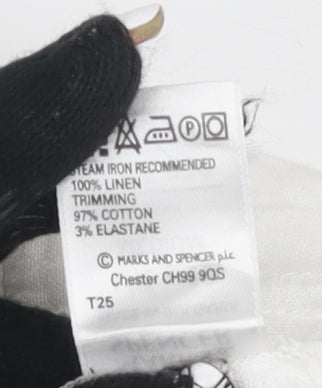 STEAM IRON RECOMMENDED
100% LINEN
TRIMMING
97% COTTON
3% ELASTANE
© MARKS AND SPENCER p.l.c
Chester CH99 9QS
T25